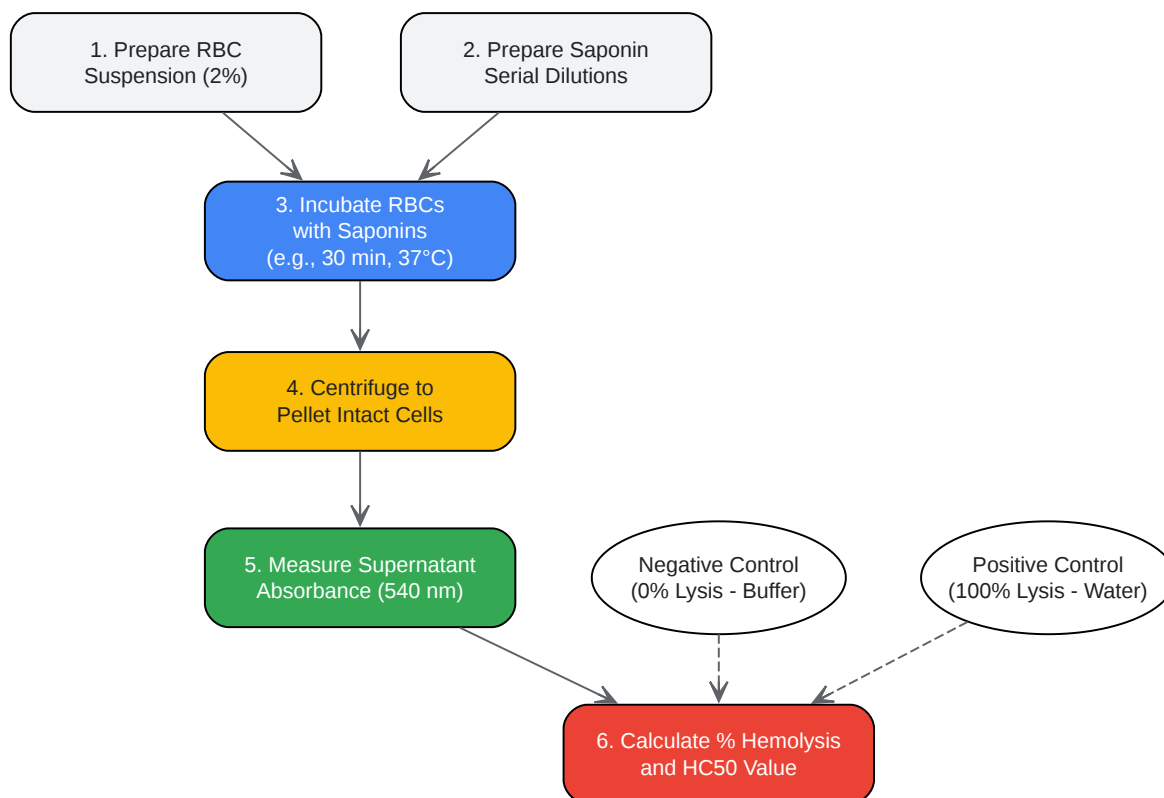 1. Prepare RBC
Suspension (2%)
2. Prepare Saponin
Serial Dilutions
3. Incubate RBCs
with Saponins
(e.g., 30 min, 37°C)
4. Centrifuge to
Pellet Intact Cells
5. Measure Supernatant
Absorbance (540 nm)
Negative Control
(0% Lysis - Buffer)
Positive Control
(100% Lysis - Water)
6. Calculate % Hemolysis
and HC50 Value